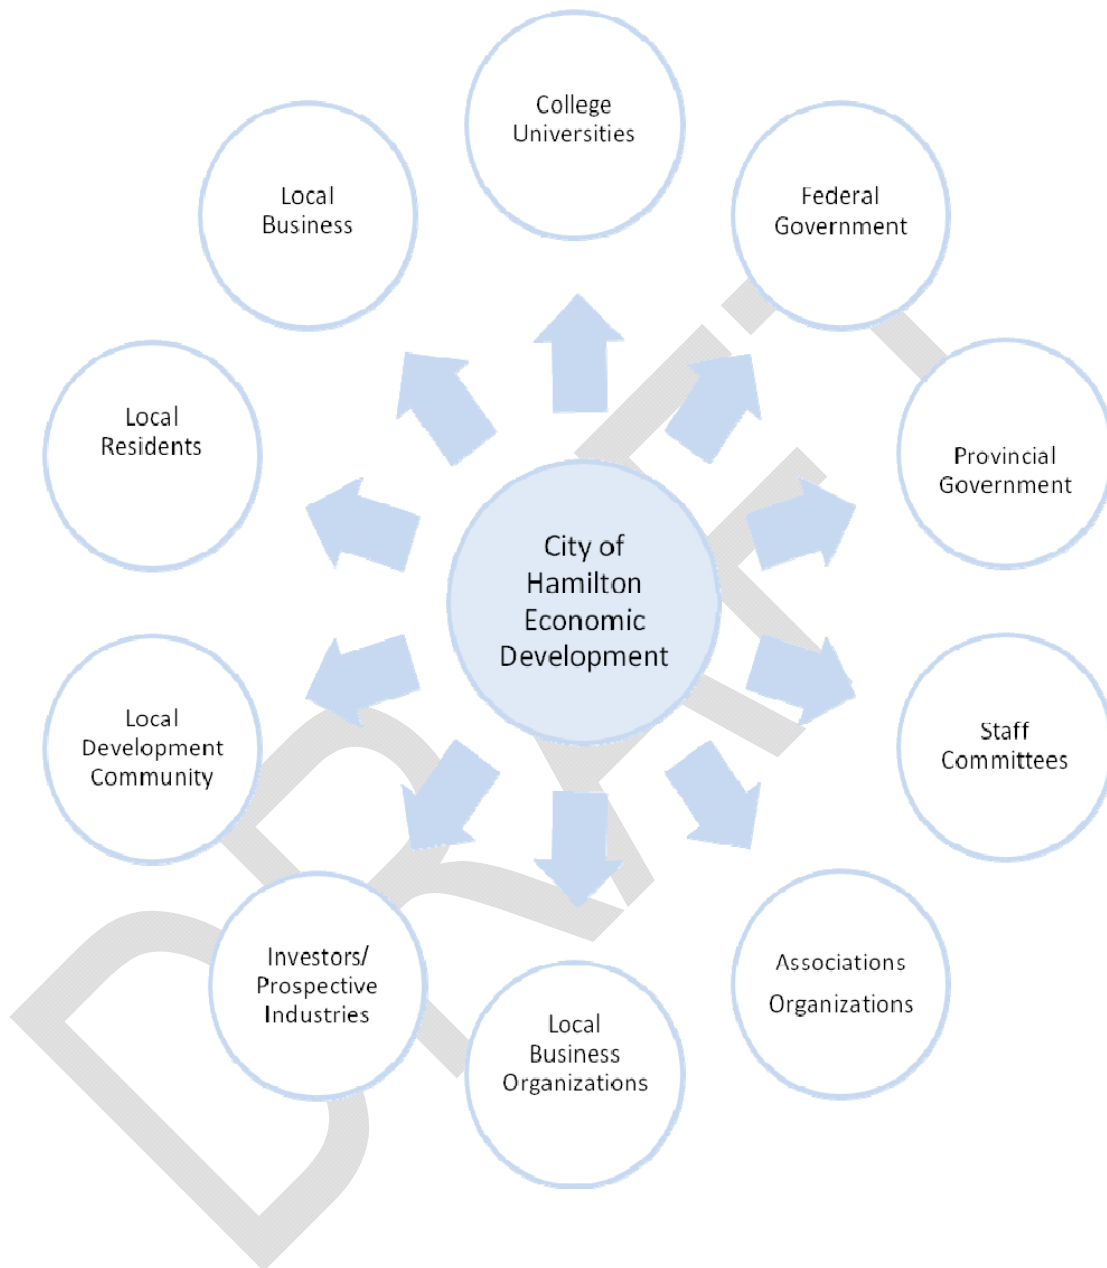 College
Universities
Federal
Government
Provincial
Government
Staff
Committees
Associations
Organizations
Local
Business
Organizations
Investors/
Prospective
Industries
Local
Development
Community
Local
Residents
Local
Business
City of
Hamilton
Economic
Development
DRAFT